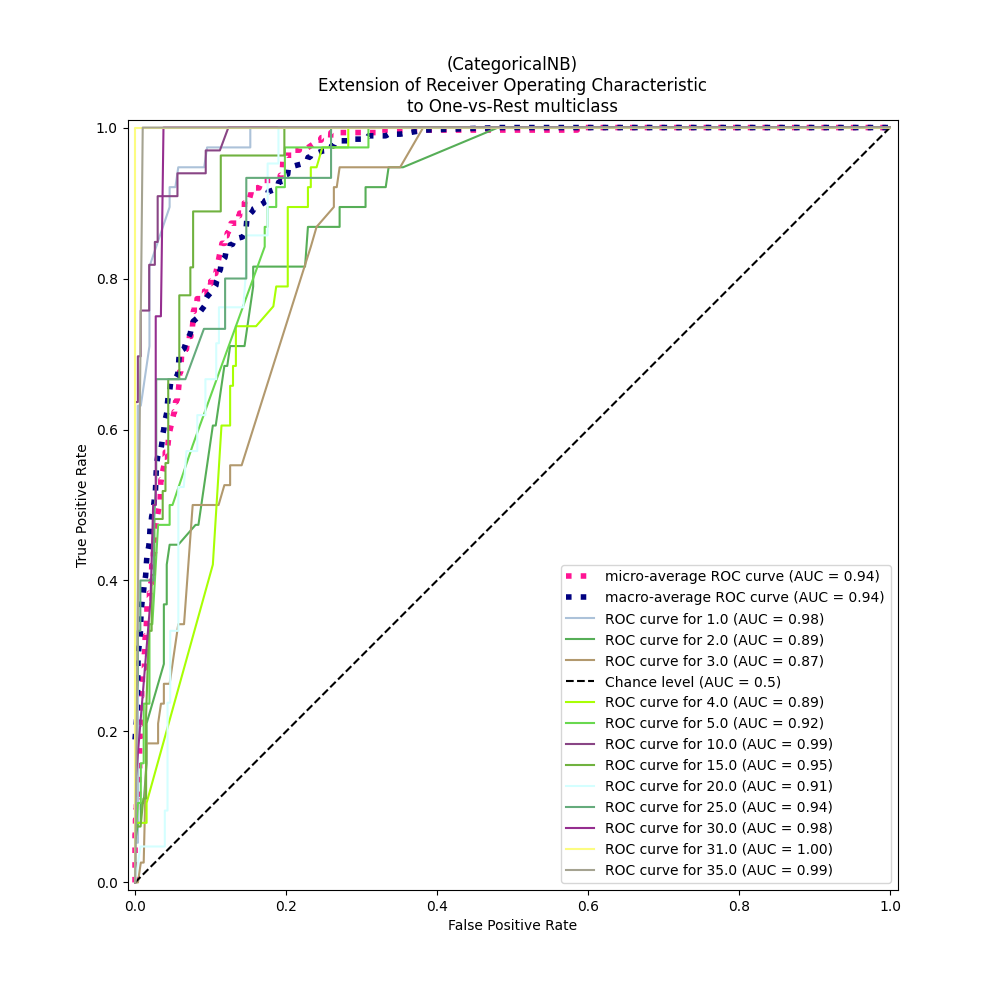 (CategoricalNB)
Extension of Receiver Operating Characteristic
to One-vs-Rest multiclass
1.0
0.8
0.6
0.4
0.2
0.0
True Positive Rate
micro-average ROC curve (AUC = 0.94)
macro-average ROC curve (AUC = 0.94)
ROC curve for 1.0 (AUC = 0.98)
ROC curve for 2.0 (AUC = 0.89)
ROC curve for 3.0 (AUC = 0.87)
Chance level (AUC = 0.5)
ROC curve for 4.0 (AUC = 0.89)
ROC curve for 5.0 (AUC = 0.92)
ROC curve for 10.0 (AUC = 0.99)
ROC curve for 15.0 (AUC = 0.95)
ROC curve for 20.0 (AUC = 0.91)
ROC curve for 25.0 (AUC = 0.94)
ROC curve for 30.0 (AUC = 0.98)
ROC curve for 31.0 (AUC = 1.00)
ROC curve for 35.0 (AUC = 0.99)
0.0 0.2 0.4 0.6 0.8 1.0
False Positive Rate